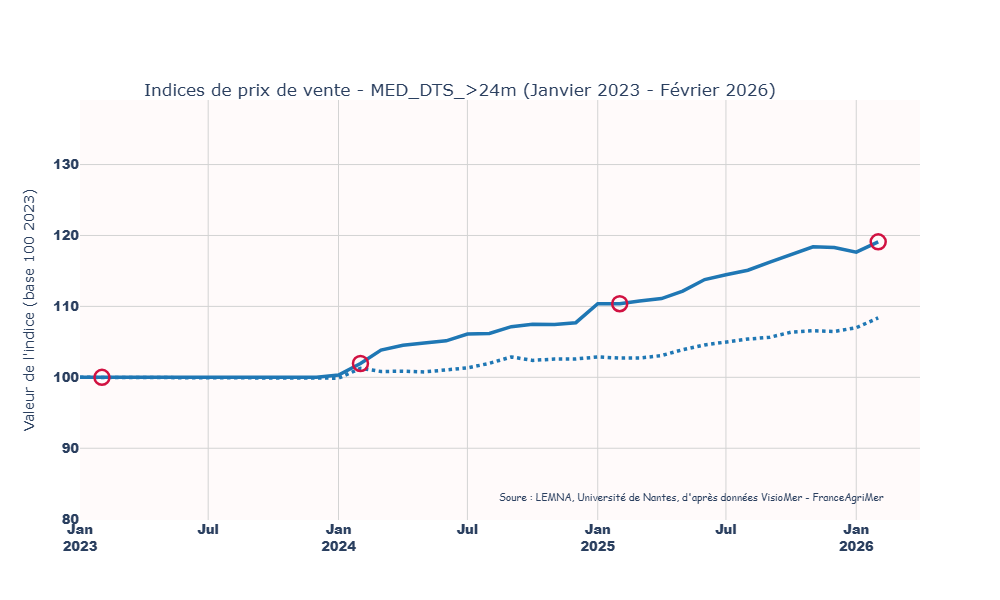 Indices de prix de vente - MED_DTS_>24m (Janvier 2023 - Février 2026)
Valeur de l'indice (base 100 2023)
130
120
110
100
90
80
Jan
2023
Jul
Jan
2024
Jul
Jan
2025
Jul
Jan
2026
Soure : LEMNA, Université de Nantes, d'après données VisioMer - FranceAgriMer